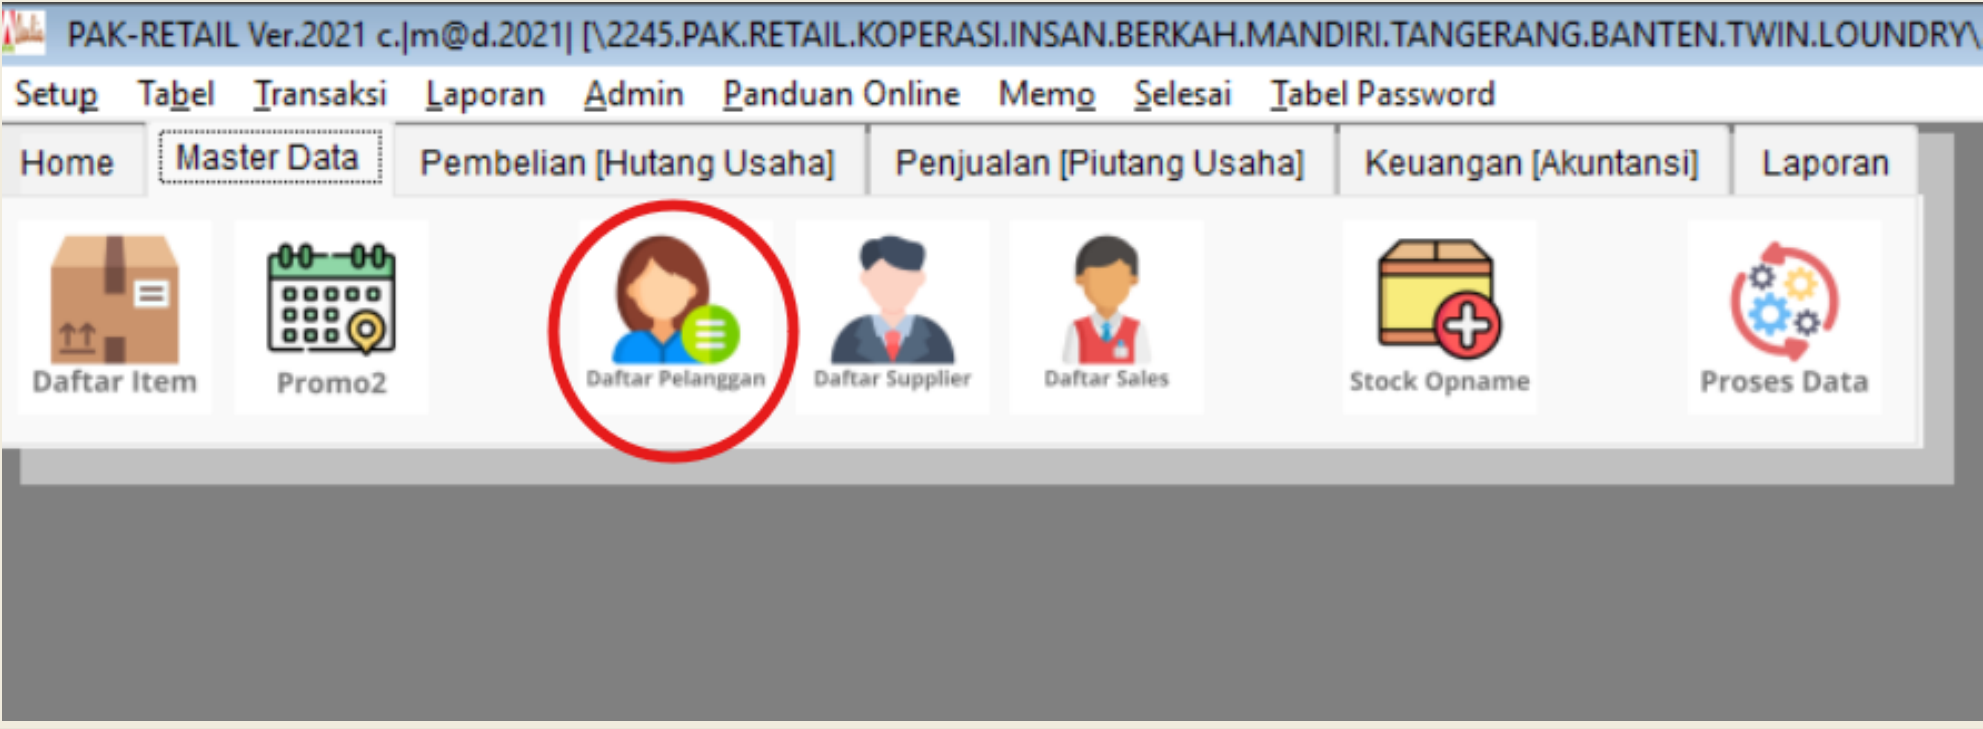 PAK-RETAIL Ver.2021 c.|m@d.2021| [\2245.PAK.RETAIL.KOPERASI.INSAN.BERKAH.MANDIRI.TANGERANG.BANTEN.TWIN.LOUNDRY\
Setup Tabel Transaksi Laporan Admin Panduan Online Memo Selesai Tabel Password
Home Master Data Pembelian [Hutang Usaha] Penjualan [Piutang Usaha] Keuangan [Akuntansi] Laporan
Daftar Item Promo2 Daftar Pelanggan Daftar Supplier Daftar Sales Stock Opname Proses Data